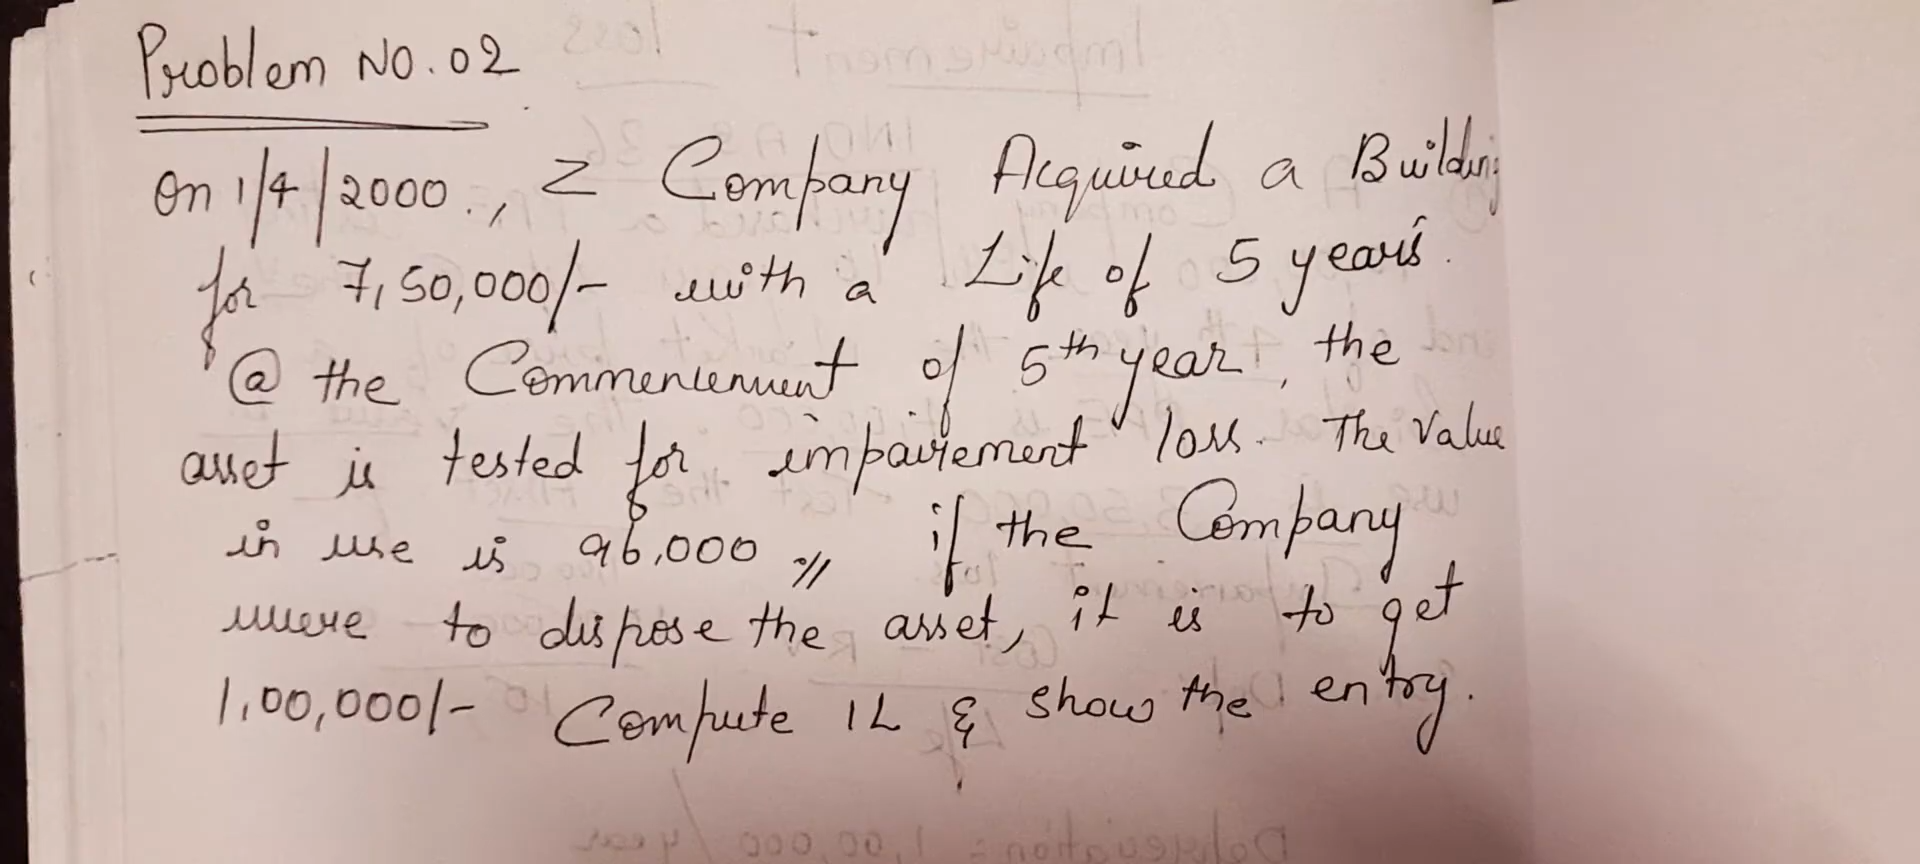 Problem NO. 02
On 1/4/2000., Z Company Acquired a Building
for 7,50,000/- with a Life of 5 years.
@ the Commencement of 5th year, the
asset is tested for impairement loss. The Value
in use is 96,000 ,, if the Company
were to dispose the asset, it is to get
1,00,000/- Compute IL & show the entry.